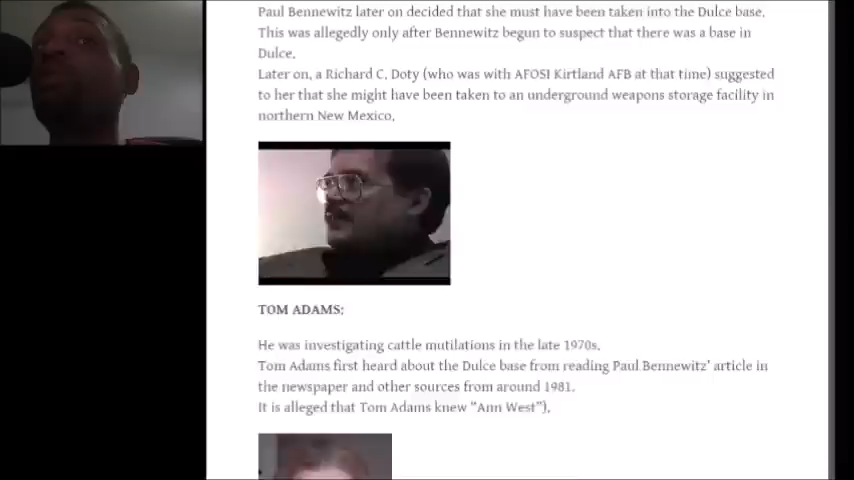 Paul Bennewitz later on decided that she must have been taken into the Dulce base.
This was allegedly only after Bennewitz begun to suspect that there was a base in
Dulce.
Later on, a Richard C. Doty (who was with AFOSI Kirtland AFB at that time) suggested
to her that she might have been taken to an underground weapons storage facility in
northern New Mexico.
TOM ADAMS:
He was investigating cattle mutilations in the late 1970s.
Tom Adams first heard about the Dulce base from reading Paul Bennewitz' article in
the newspaper and other sources from around 1981.
It is alleged that Tom Adams knew “Ann West”).